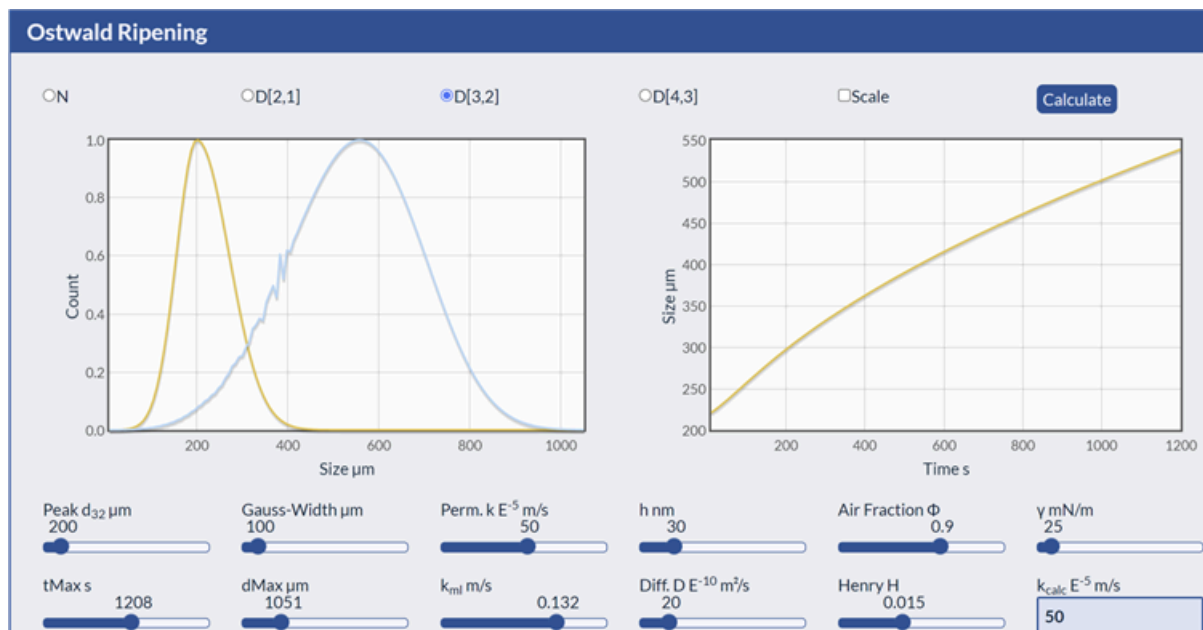 Ostwald Ripening
N D[2,1] D[3,2] D[4,3] Scale Calculate
1.0
0.8
0.6
0.4
0.2
0.0
Count
200 400 600 800 1000
Size µm
550
500
450
400
350
300
250
200
Size µm
200 400 600 800 1000 1200
Time s
Peak d₃₂ µm Gauss-Width µm Perm. k E⁻⁵ m/s h nm Air Fraction Φ γ mN/m
200 100 50 30 0.9 25
tMax s dMax µm kₘₗ m/s Diff. D E⁻¹⁰ m²/s Henry H k_calc E⁻⁵ m/s
1208 1051 0.132 20 0.015 50